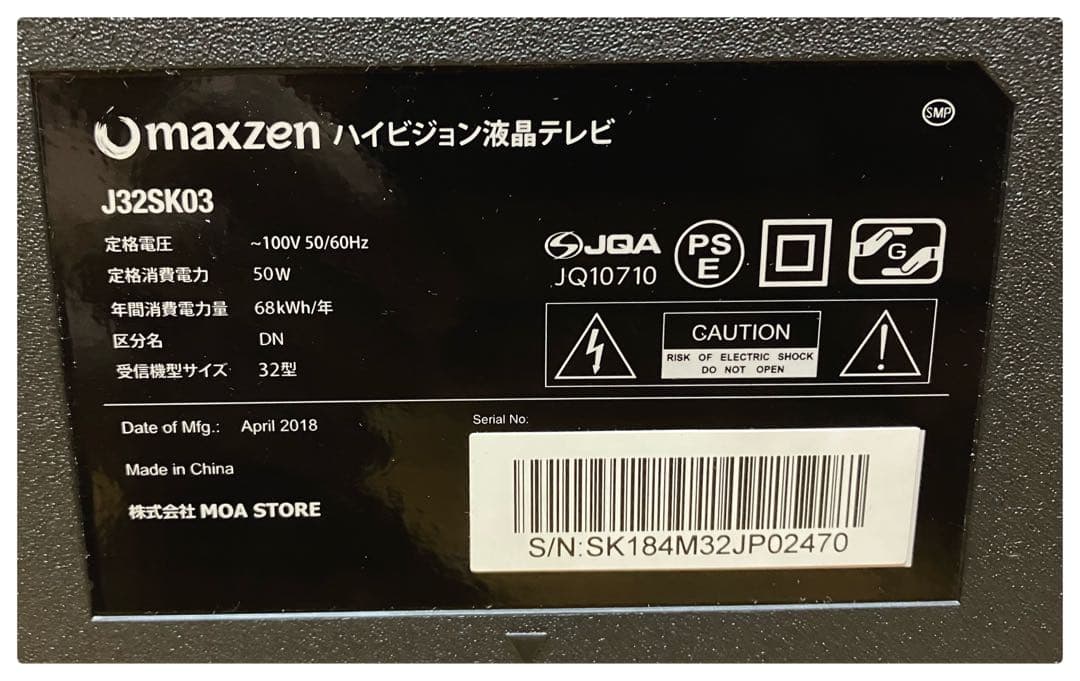 SMP
maxzen ハイビジョン液晶テレビ
J32SK03
定格電圧 ~100V 50/60Hz
定格消費電力 50W
年間消費電力量 68kWh/年
区分名 DN
受信機型サイズ 32型
JQA
JQ10710
PS
E
G
CAUTION
RISK OF ELECTRIC SHOCK
DO NOT OPEN
Date of Mfg.: April 2018
Made in China
株式会社 MOA STORE
Serial No:
S/N:SK184M32JP02470